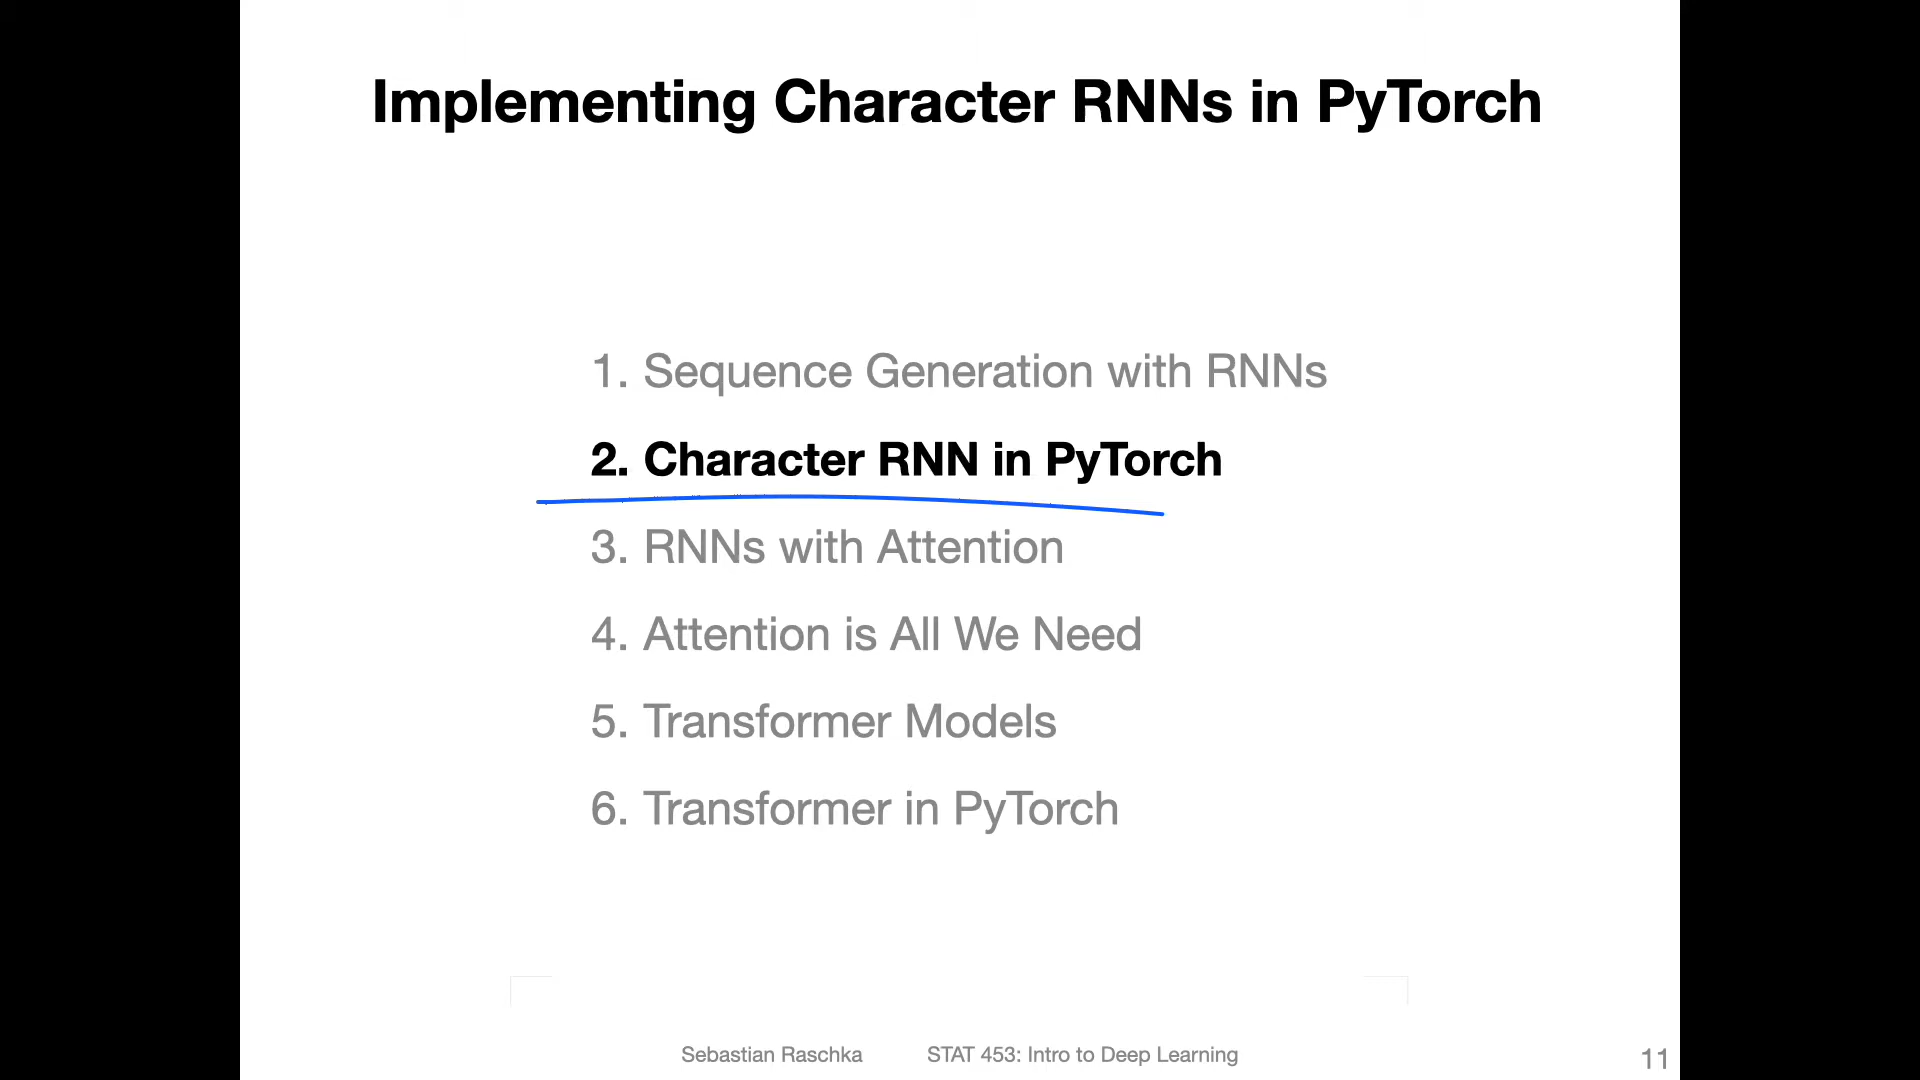 Implementing Character RNNs in PyTorch
1. Sequence Generation with RNNs
2. Character RNN in PyTorch
3. RNNs with Attention
4. Attention is All We Need
5. Transformer Models
6. Transformer in PyTorch
Sebastian Raschka STAT 453: Intro to Deep Learning 11